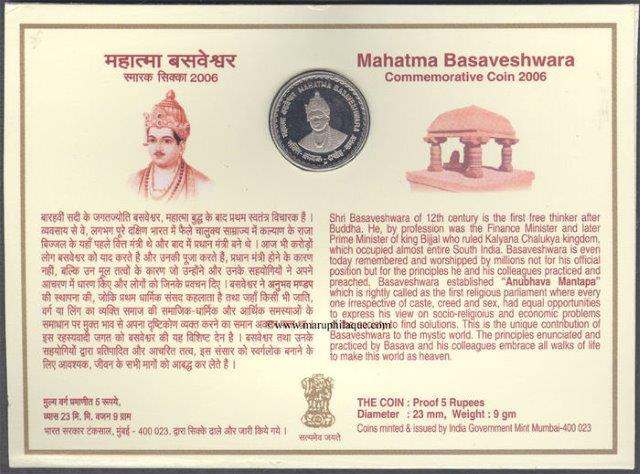 महात्मा बसवेश्वर
स्मारक सिक्का 2006
Mahatma Basaveshwara
Commemorative Coin 2006
MAHATMA BASAVESHWARA
बारहवी सदी के जगतज्योति बसवेश्वर, महात्मा बुद्ध के बाद प्रथम स्वतंत्र विचारक है ।
व्यवसाय से वे, लगभग पूरे दक्षिण भारत में फैले चालुक्य साम्राज्य में कल्याण के राजा
बिज्जल के यहाँ पहले वित्त मंत्री थे और बाद में प्रधान मंत्री बने थे । आज भी करोड़ों
लोग बसवेश्वर को याद करते है और उनकी पूजा करते हैं, प्रधान मंत्री होने के कारण
नहीं, बल्कि उन मूल तत्वों के कारण जो उन्होंने और उनके सहयोगियों ने अपने
आचरण में धारण किए और लोगों को जिनके प्रवचन दिए । बसवेश्वर ने अनुभव मण्डप
की स्थापना की, जोकि प्रथम धार्मिक संसद कहलाता है तथा जहाँ किसी भी जाति,
वर्ग या लिंग का व्यक्ति समाज की सामाजिक-धार्मिक और आर्थिक समस्याओं के
समाधान पर मुक्त भाव से अपना दृष्टिकोण व्यक्त करने का समान
इस रहस्यवादी जगत को बसवेश्वर की यह विशिष्ट देन है । बसवेश्वर तथा उनके
सहयोगियों द्वारा प्रतिपादित और आचरित तत्व, इस संसार को स्वर्गलोक बनाने के
लिए आवश्यक, जीवन के सभी मार्गो को आबद्ध कर लेते है ।
Shri Basaveshwara of 12th century is the first free thinker after
Buddha. He, by profession was the Finance Minister and later
Prime Minister of king Bijjal who ruled Kalyana Chalukya kingdom,
which occupied almost entire South India. Basaveshwara is even
today remembered and worshipped by millions not for his official
position but for the principles he and his colleagues practiced and
preached. Basaveshwara established "Anubhava Mantapa"
which is rightly called as the first religious parliament where every
one irrespective of caste, creed and sex, had equal opportunities
to express his view on socio-religious and economic problems
to find solutions. This is the unique contribution of
Basaveshwara to the mystic world. The principles enunciated and
practiced by Basava and his colleagues embrace all walks of life
to make this world as heaven.
www.maruphilaque.com
मूल्य वर्ग प्रमाणीत 5 रूपये,
व्यास 23 मि. मि. वजन 9 ग्राम
भारत सरकार टंकसाल, मुंबई - 400 023. द्वारा सिक्के ढाले और जारी किये गये ।
सत्यमेव जयते
THE COIN : Proof 5 Rupees
Diameter : 23 mm, Weight : 9 gm
Coins minted & issued by India Government Mint Mumbai-400 023